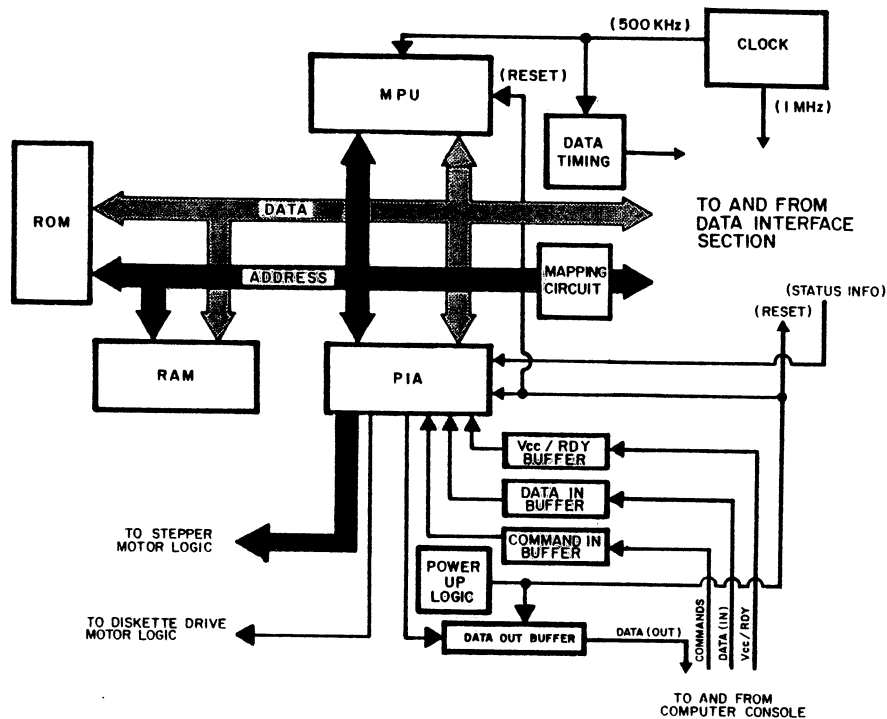 (500 KHz)
CLOCK
MPU
(RESET)
(1 MHz)
DATA
TIMING
ROM
DATA
TO AND FROM
DATA INTERFACE
SECTION
ADDRESS
MAPPING
CIRCUIT
(STATUS INFO)
(RESET)
RAM
PIA
Vcc / RDY
BUFFER
DATA IN
BUFFER
TO STEPPER
MOTOR LOGIC
COMMAND IN
BUFFER
POWER
UP
LOGIC
TO DISKETTE DRIVE
MOTOR LOGIC
DATA OUT BUFFER
DATA (OUT)
COMMANDS
DATA (IN)
Vcc / RDY
TO AND FROM
COMPUTER CONSOLE